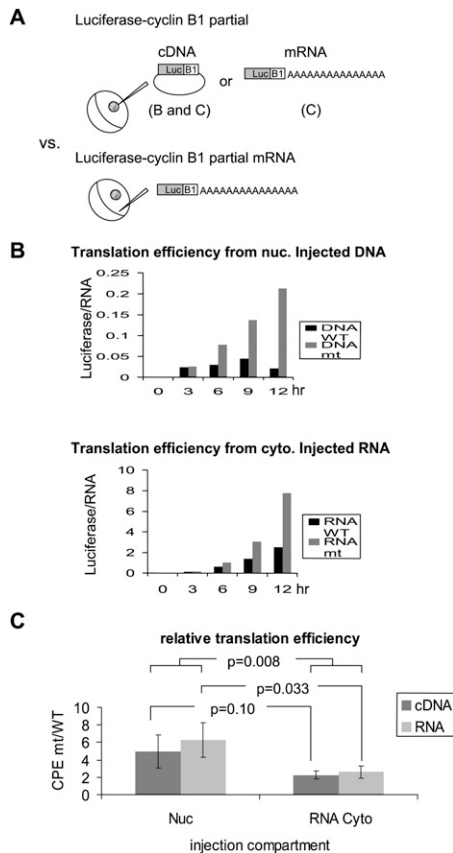 A
Luciferase-cyclin B1 partial
cDNA
mRNA
Luc B1
or
Luc B1 AAAAAAAAAAAAAAA
(B and C)
(C)
vs.
Luciferase-cyclin B1 partial mRNA
Luc B1 AAAAAAAAAAAAAAA
B
Translation efficiency from nuc. Injected DNA
Luciferase/RNA
0.25
0.2
0.15
0.1
0.05
0
0 3 6 9 12 hr
DNA WT
DNA mt
Translation efficiency from cyto. Injected RNA
Luciferase/RNA
10
8
6
4
2
0
0 3 6 9 12 hr
RNA WT
RNA mt
C
relative translation efficiency
p=0.008
p=0.033
p=0.10
CPE mt/WT
10
8
6
4
2
0
cDNA
RNA
Nuc
RNA Cyto
injection compartment